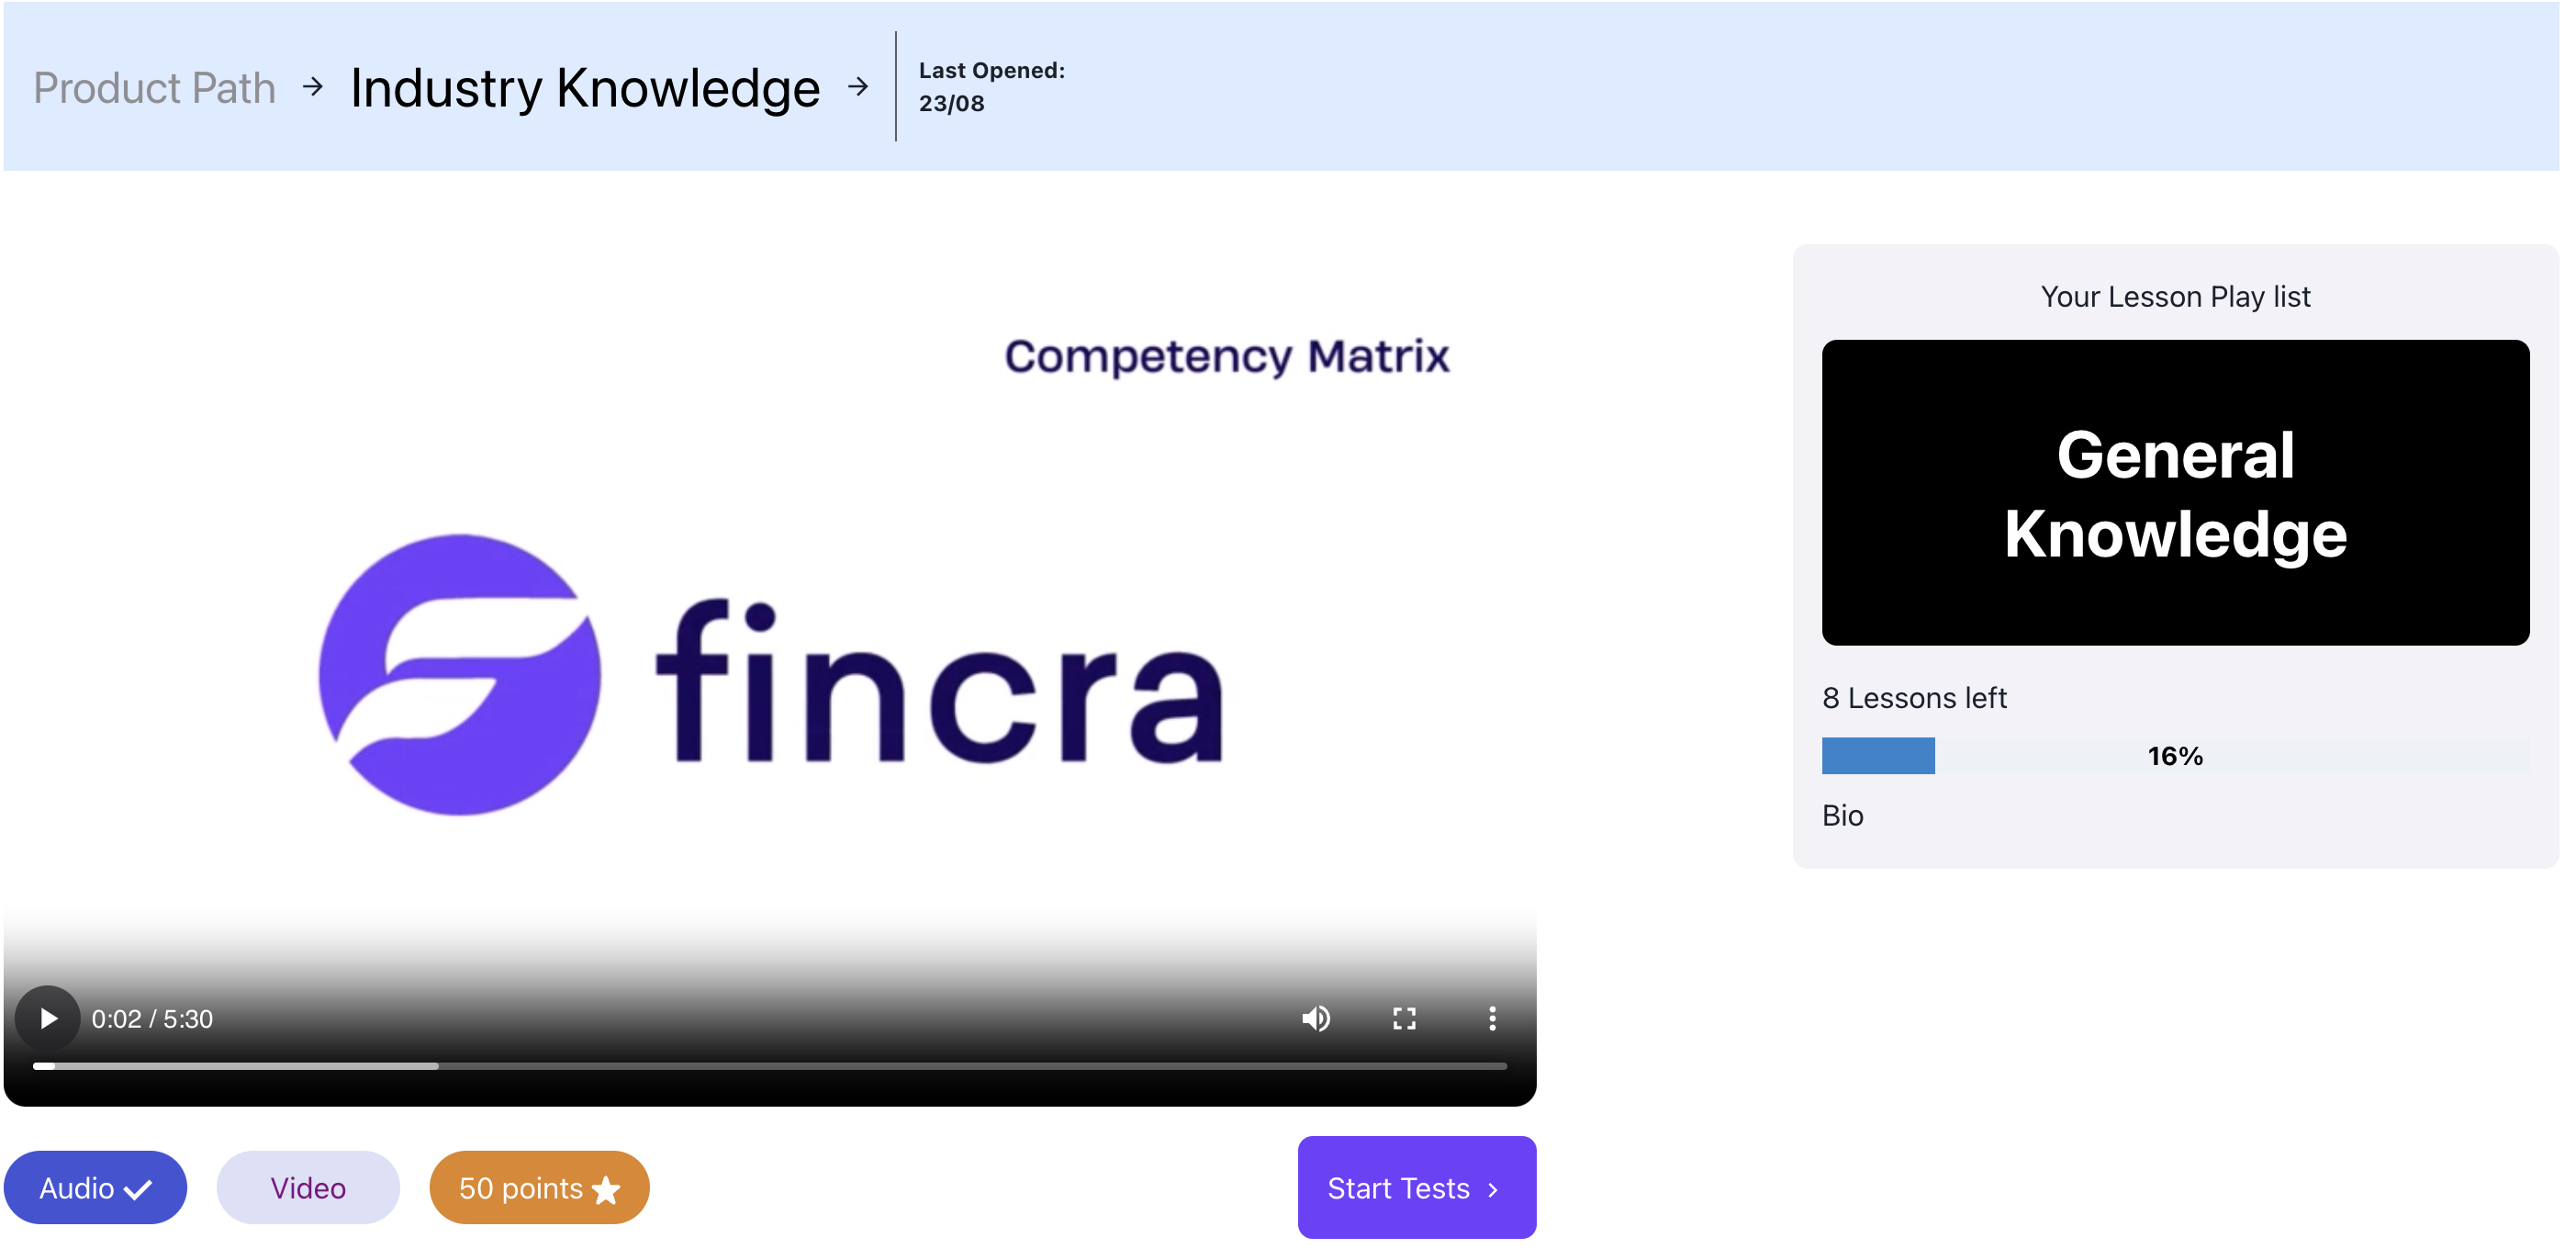 Product Path → Industry Knowledge →
Last Opened:
23/08
Competency Matrix
fincra
0:02 / 5:30
Audio
Video
50 points
Start Tests
Your Lesson Play list
General
Knowledge
8 Lessons left
16%
Bio